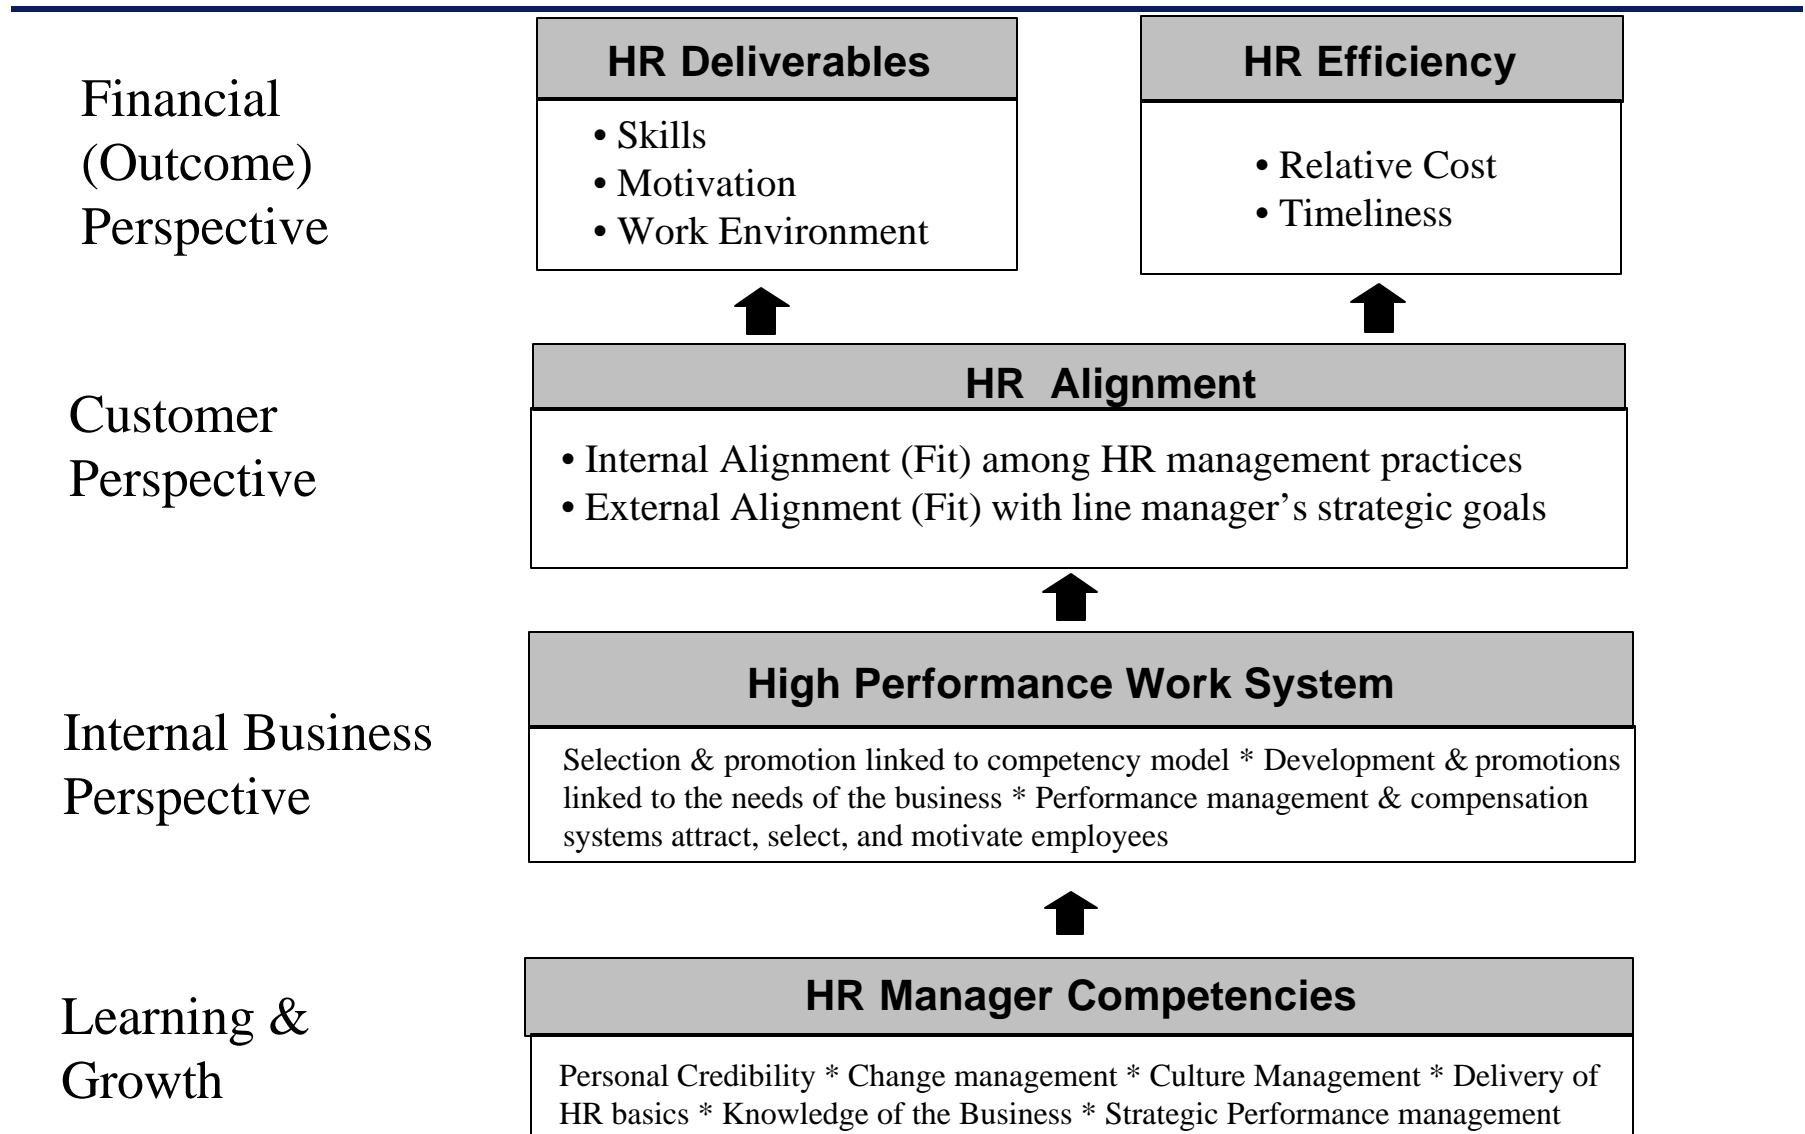 HR Deliverables
HR Efficiency
Financial
(Outcome)
Perspective
• Skills
• Motivation
• Work Environment
• Relative Cost
• Timeliness
HR Alignment
Customer
Perspective
• Internal Alignment (Fit) among HR management practices
• External Alignment (Fit) with line manager’s strategic goals
High Performance Work System
Internal Business
Perspective
Selection & promotion linked to competency model * Development & promotions
linked to the needs of the business * Performance management & compensation
systems attract, select, and motivate employees
HR Manager Competencies
Learning &
Growth
Personal Credibility * Change management * Culture Management * Delivery of
HR basics * Knowledge of the Business * Strategic Performance management